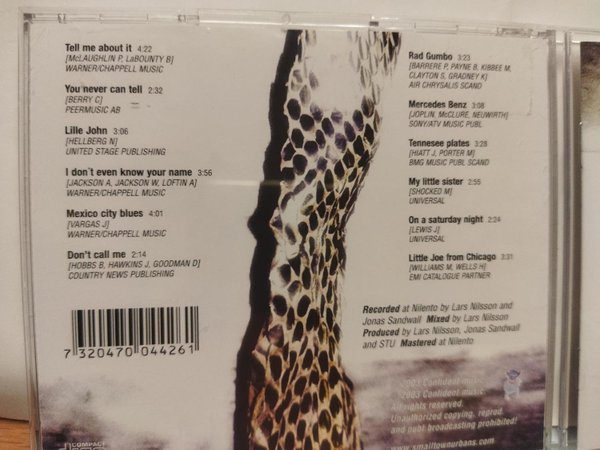 Tell me about it 4:22
[McLAUGHLIN P, LaBOUNTY B]
WARNER/CHAPPELL MUSIC
You never can tell 2:32
[BERRY C]
PEERMUSIC AB
Lille John 3:06
[HELLBERG N]
UNITED STAGE PUBLISHING
I don´t even know your name 3:56
[JACKSON A, JACKSON W, LOFTIN A]
WARNER/CHAPPELL MUSIC
Mexico city blues 4:01
[VARGAS J]
WARNER/CHAPPELL MUSIC
Don't call me 2:14
[HOBBS B, HAWKINS J, GOODMAN D]
COUNTRY NEWS PUBLISHING
7 320470 044261
COMPACT
Rad Gumbo 3:23
[BARRERE P, PAYNE B, KIBBEE M,
CLAYTON S, GRADNEY K]
AIR CHRYSALIS SCAND
Mercedes Benz 3:08
[JOPLIN, McCLURE, NEUWIRTH]
SONY/ATV MUSIC PUBL
Tennesee plates 3:28
[HIATT J, PORTER M]
BMG MUSIC PUBL SCAND
My little sister 2:55
[SHOCKED M]
UNIVERSAL
On a saturday night 2:24
[LEWIS J]
UNIVERSAL
Little Joe from Chicago 2:31
[WILLIAMS M, WELLS H]
EMI CATALOGUE PARTNER
Recorded at Nilento by Lars Nilsson and
Jonas Sandwall Mixed by Lars Nilsson
Produced by Lars Nilsson, Jonas Sandwall
and STU Mastered at Nilento
2003 Confident music
2003 Confident music
All rights reserved.
Unauthorized copying, reprod
and publ broadcasting prohibited!
www.smalltownurbans.com